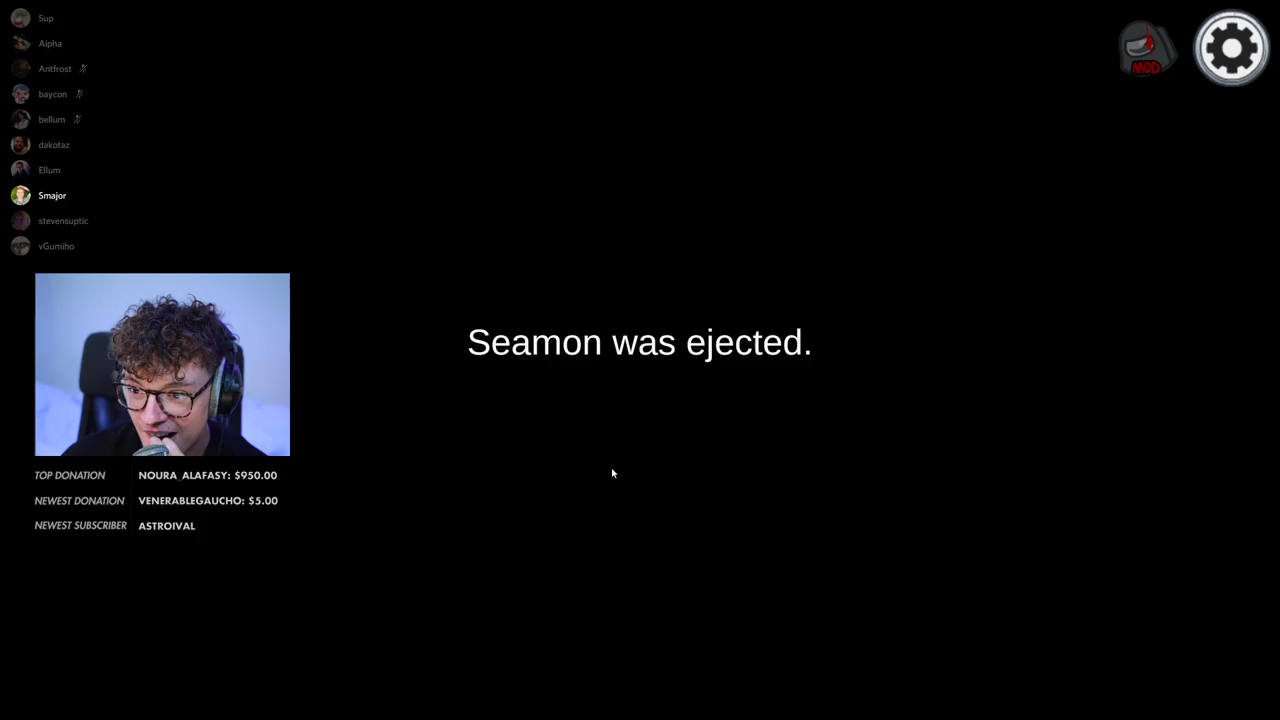 5up
Aipha
Antfrost
baycon
bellum
dakotaz
Ellum
Smajor
stevensuptic
vGumiho
MOD
Seamon was ejected.
TOP DONATION NOURA_ALAFASY: $950.00
NEWEST DONATION VENERABLEGAUCHO: $5.00
NEWEST SUBSCRIBER ASTROIVAL